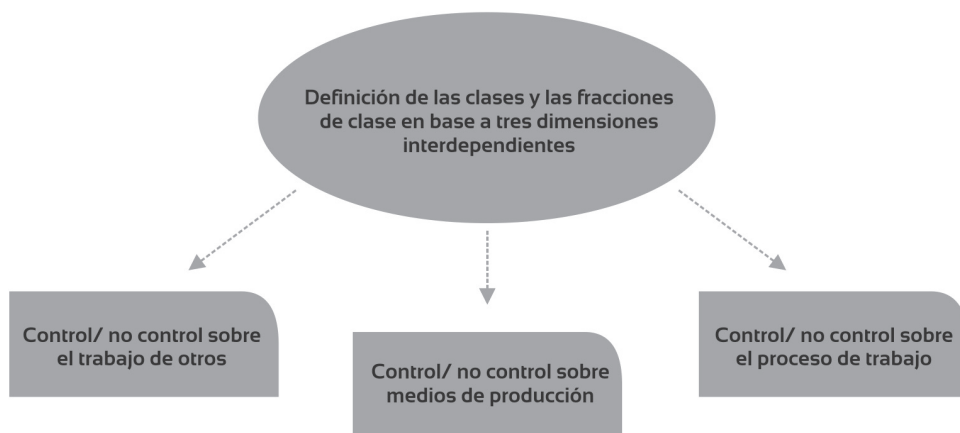 Definición de las clases y las fracciones
de clase en base a tres dimensiones
interdependientes
Control/ no control sobre
el trabajo de otros
Control/ no control sobre
medios de producción
Control/ no control sobre
el proceso de trabajo